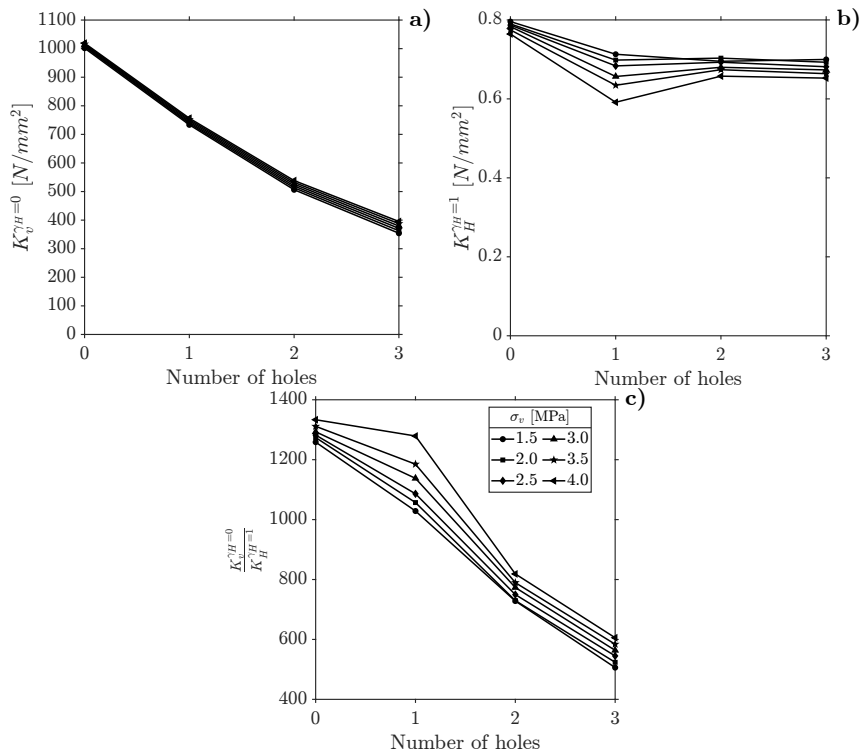 a)
1100
1000
900
800
700
600
500
400
300
200
100
0
0 1 2 3
Number of holes
K_v^{γ_H=0} [N/mm^2]
b)
0.8
0.6
0.4
0.2
0
0 1 2 3
Number of holes
K_H^{γ_H=1} [N/mm^2]
c)
1400
1200
1000
800
600
400
0 1 2 3
Number of holes
K_v^{γ_H=0}
K_H^{γ_H=1}
σ_v [MPa]
1.5 3.0
2.0 3.5
2.5 4.0